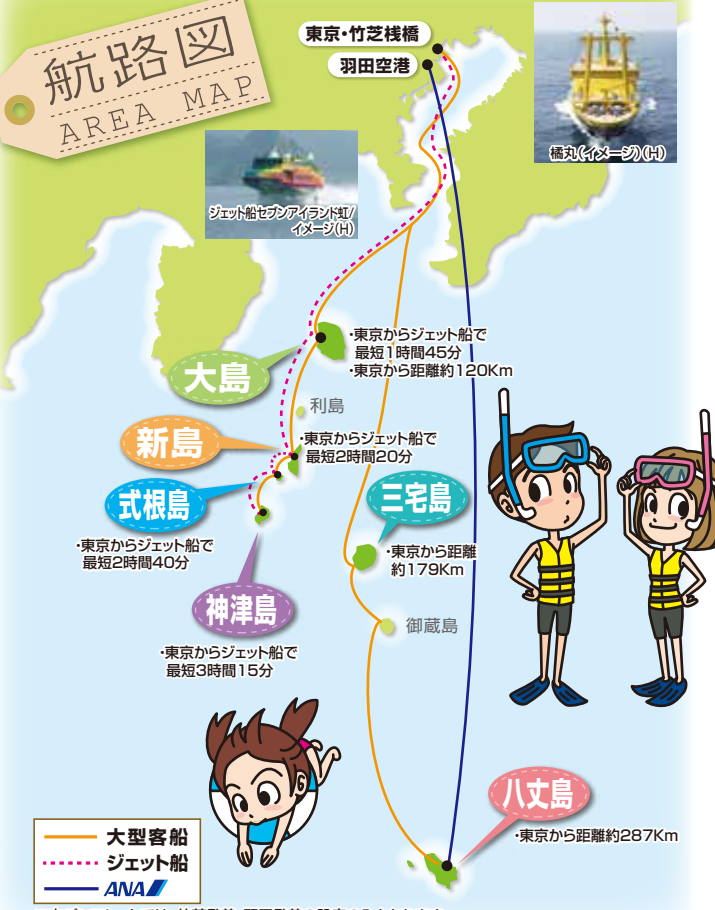 航路図
AREA MAP
東京・竹芝桟橋
羽田空港
橘丸(イメージ)(H)
ジェット船セブンアイランド虹/
イメージ(H)
・東京からジェット船で
最短1時間45分
・東京から距離約120Km
大島
利島
新島
・東京からジェット船で
最短2時間20分
式根島
・東京からジェット船で
最短2時間40分
三宅島
・東京から距離
約179Km
神津島
・東京からジェット船で
最短3時間15分
御蔵島
八丈島
・東京から距離約287Km
大型客船
ジェット船
ANA